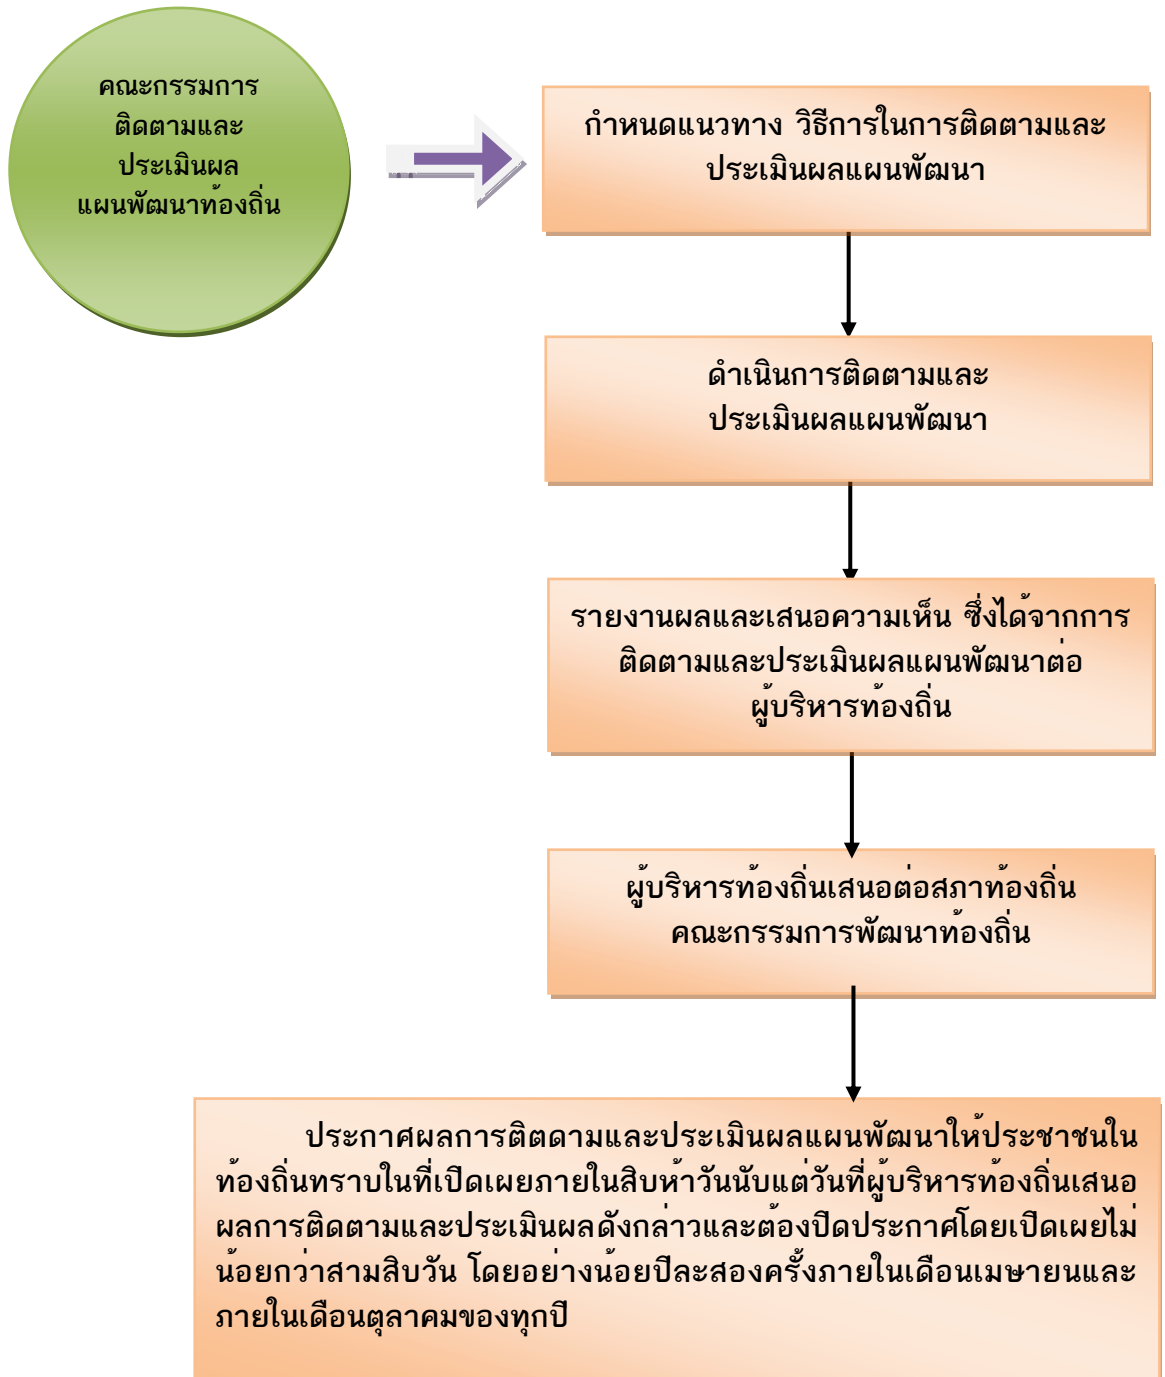 คณะกรรมการ
ติดตามและ
ประเมินผล
แผนพัฒนาท้องถิ่น
กำหนดแนวทาง วิธีการในการติดตามและ
ประเมินผลแผนพัฒนา
ดำเนินการติดตามและ
ประเมินผลแผนพัฒนา
รายงานผลและเสนอความเห็น ซึ่งได้จากการ
ติดตามและประเมินผลแผนพัฒนาต่อ
ผู้บริหารท้องถิ่น
ผู้บริหารท้องถิ่นเสนอต่อสภาท้องถิ่น
คณะกรรมการพัฒนาท้องถิ่น
ประกาศผลการติตดามและประเมินผลแผนพัฒนาให้ประชาชนใน
ท้องถิ่นทราบในที่เปิดเผยภายในสิบห้าวันนับแต่วันที่ผู้บริหารท้องถิ่นเสนอ
ผลการติดตามและประเมินผลดังกล่าวและต้องปิดประกาศโดยเปิดเผยไม่
น้อยกว่าสามสิบวัน โดยอย่างน้อยปีละสองครั้งภายในเดือนเมษายนและ
ภายในเดือนตุลาคมของทุกปี